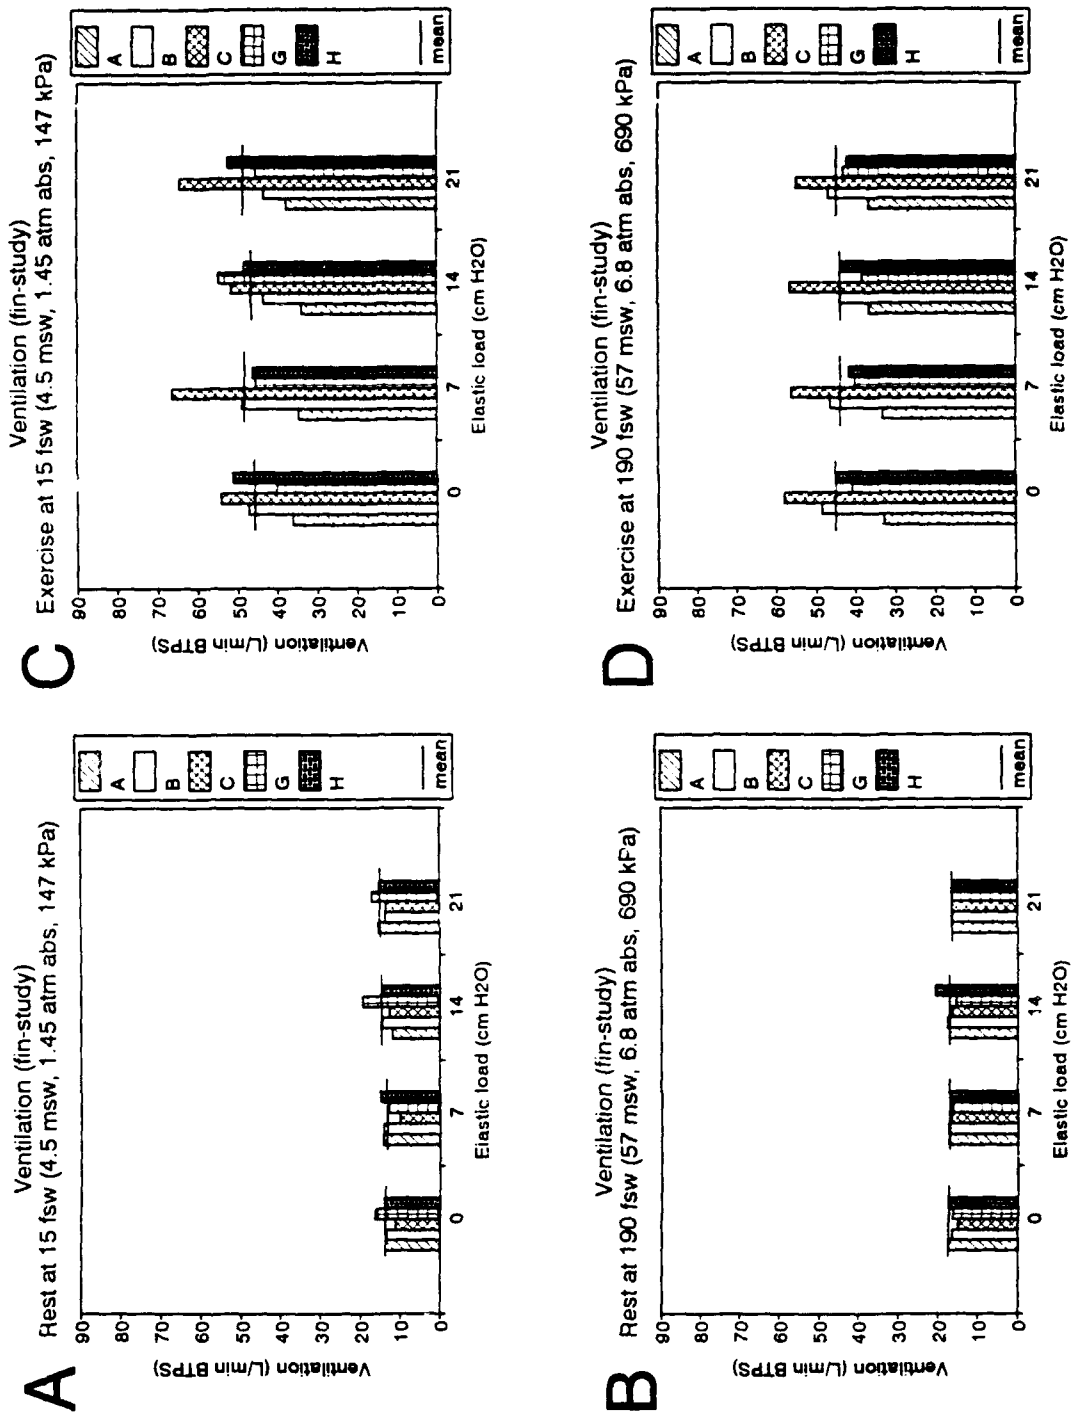 A
Ventilation (fin-study)
Rest at 15 fsw (4.5 msw, 1.45 atm abs, 147 kPa)
Ventilation (L/min BTPS)
90
80
70
60
50
40
30
20
10
0
0
7
14
21
Elastic load (cm H2O)
A
B
C
G
H
mean
C
Ventilation (fin-study)
Exercise at 15 fsw (4.5 msw, 1.45 atm abs, 147 kPa)
Ventilation (L/min BTPS)
90
80
70
60
50
40
30
20
10
0
0
7
14
21
Elastic load (cm H2O)
A
B
C
G
H
mean
B
Ventilation (fin-study)
Rest at 190 fsw (57 msw, 6.8 atm abs, 690 kPa)
Ventilation (L/min BTPS)
90
80
70
60
50
40
30
20
10
0
0
7
14
21
Elastic load (cm H2O)
A
B
C
G
H
mean
D
Ventilation (fin-study)
Exercise at 190 fsw (57 msw, 6.8 atm abs, 690 kPa)
Ventilation (L/min BTPS)
90
80
70
60
50
40
30
20
10
0
0
7
14
21
Elastic load (cm H2O)
A
B
C
G
H
mean